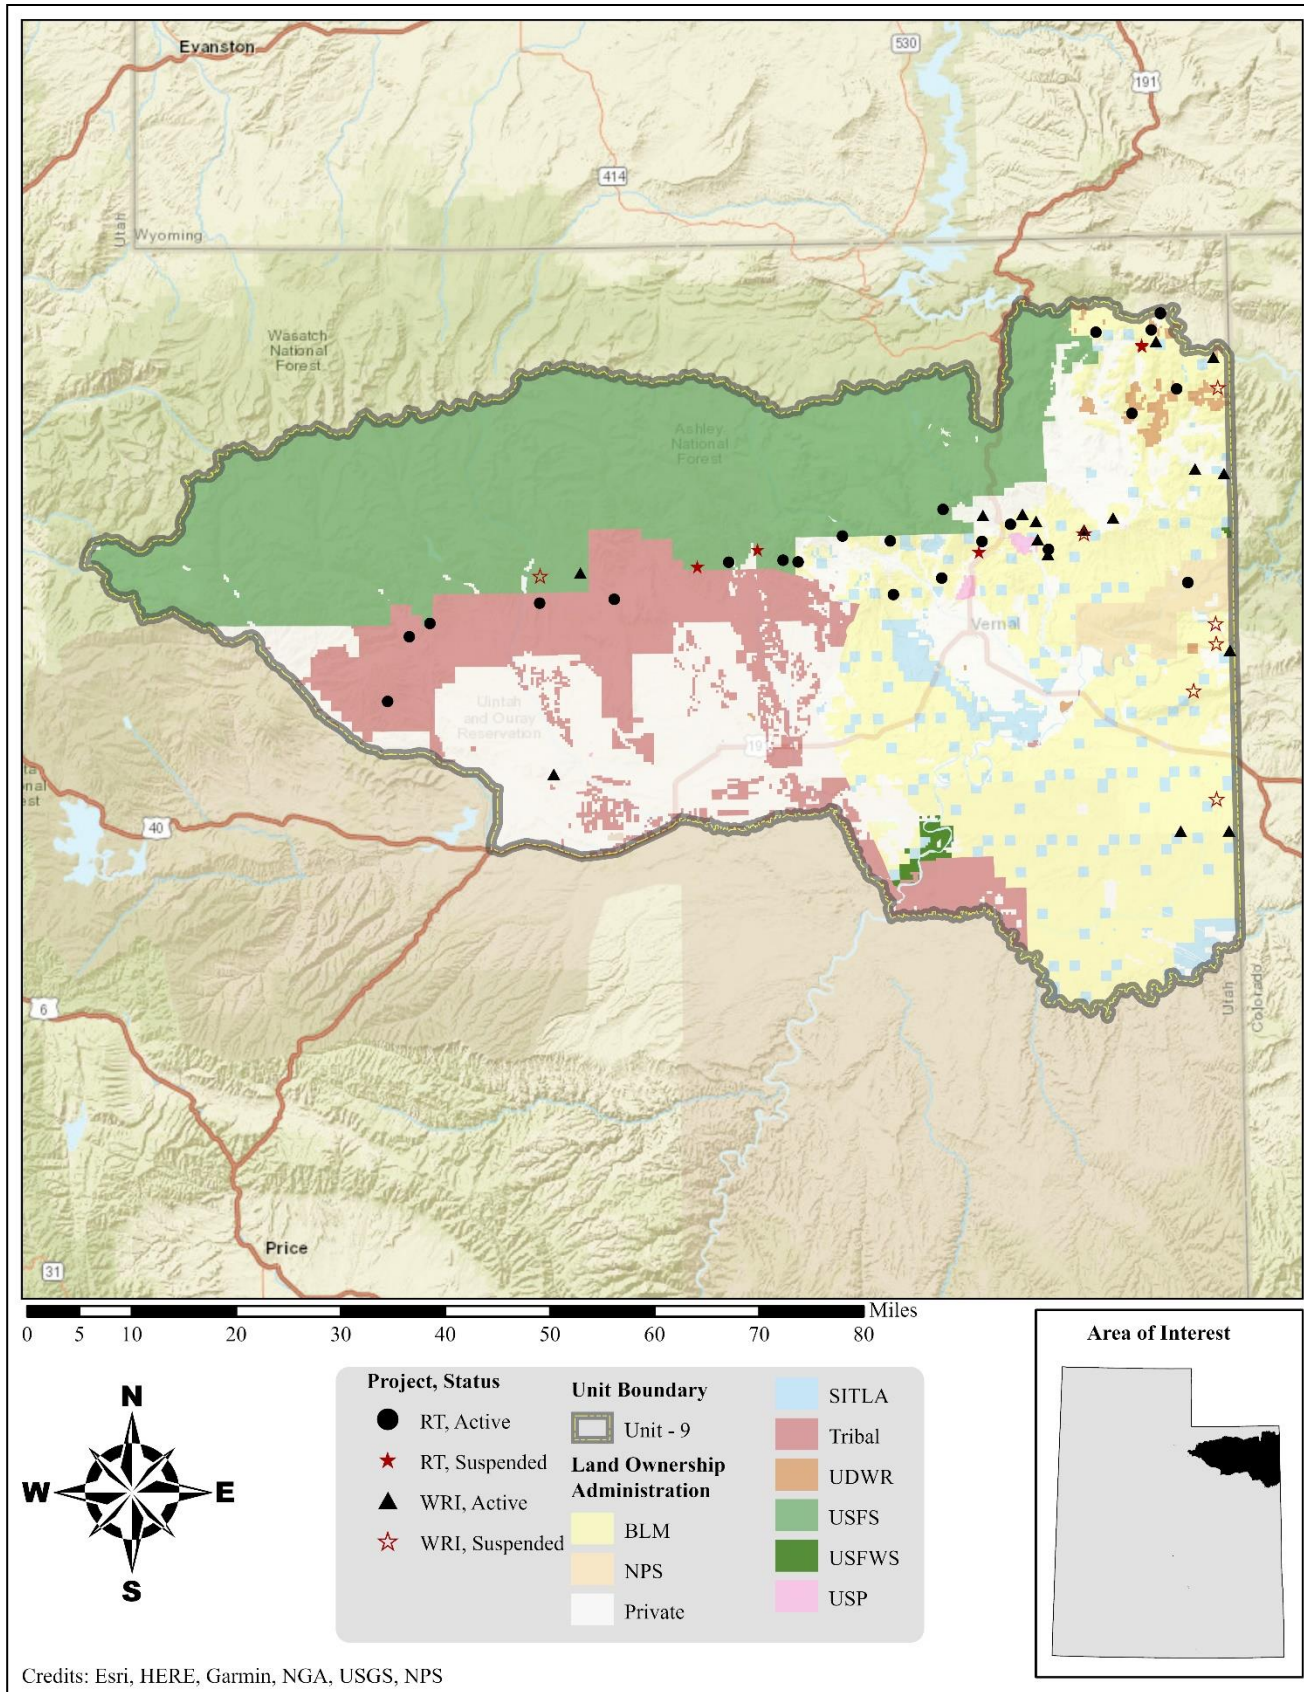 Evanston
530
191
414
Utah
Wyoming
Wasatch
National
Forest
Ashley
National
Forest
Vernal
Uintah
and Ouray
Reservation
19
40
6
Utah
Colorado
Price
31
Miles
0 5 10 20 30 40 50 60 70 80
N
W E
S
Project, Status
RT, Active
RT, Suspended
WRI, Active
WRI, Suspended
Unit Boundary
Unit - 9
Land Ownership
Administration
BLM
NPS
Private
SITLA
Tribal
UDWR
USFS
USFWS
USP
Area of Interest
Credits: Esri, HERE, Garmin, NGA, USGS, NPS